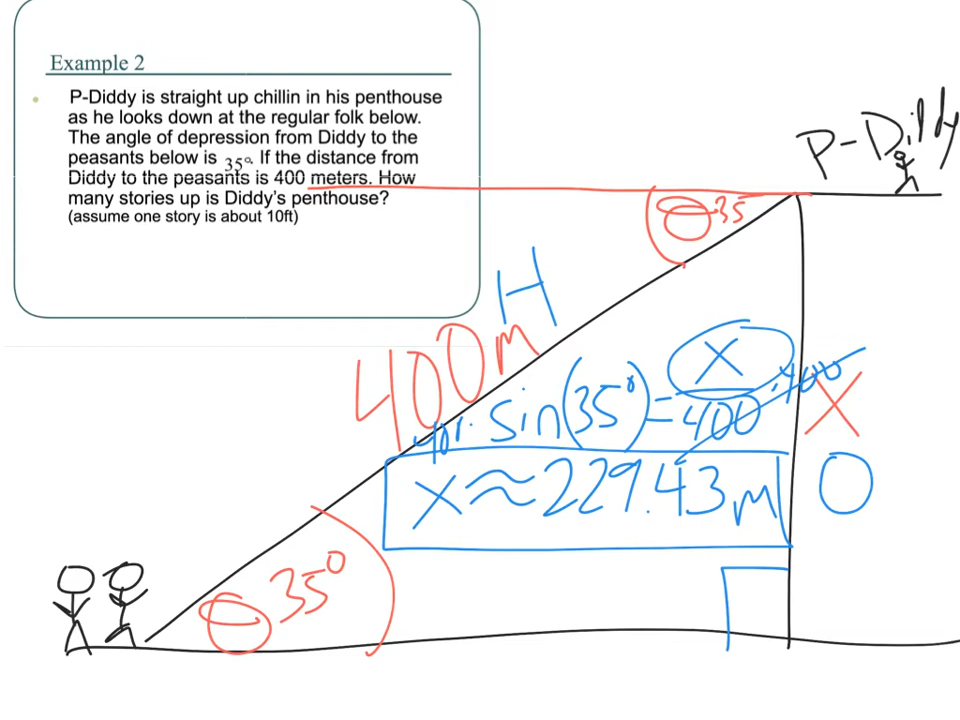 Example 2
P-Diddy is straight up chillin in his penthouse
as he looks down at the regular folk below.
The angle of depression from Diddy to the
peasants below is 35° If the distance from
Diddy to the peasants is 400 meters. How
many stories up is Diddy's penthouse?
(assume one story is about 10ft)
P-Diddy
θ 35
H
400m
400· sin(35°) = x/400 ·400
X
x ≈ 229.43m
O
θ 35°